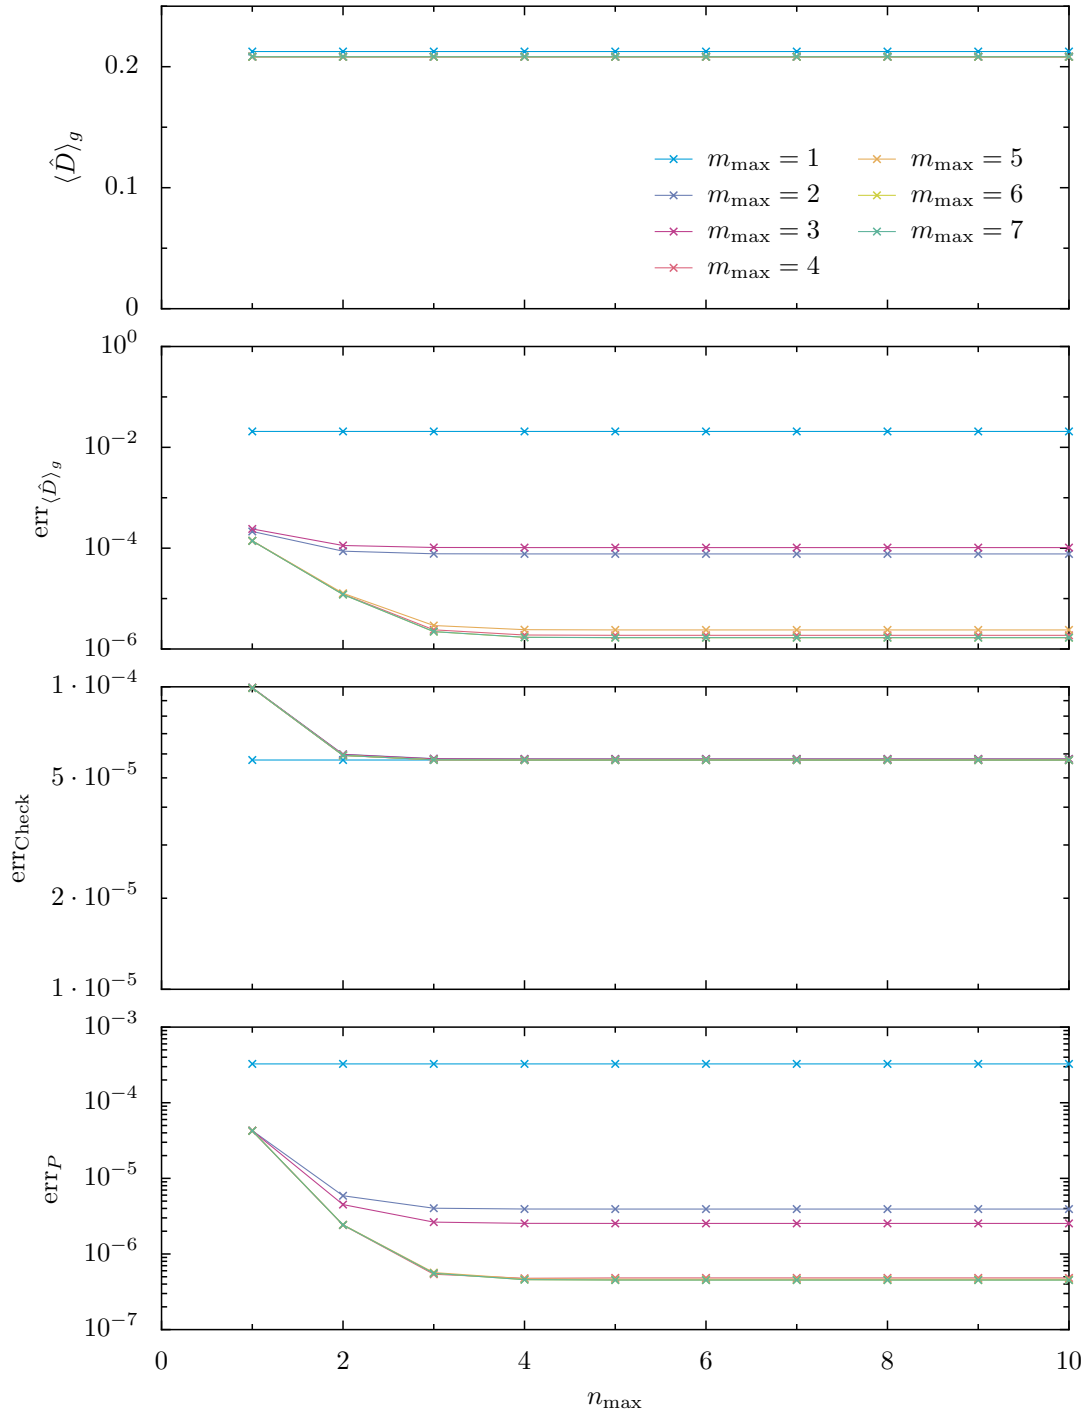 0.2
0.1
0
⟨D̂⟩_g
m_max = 1
m_max = 2
m_max = 3
m_max = 4
m_max = 5
m_max = 6
m_max = 7
10^0
10^−2
10^−4
10^−6
err_⟨D̂⟩_g
1 · 10^−4
5 · 10^−5
2 · 10^−5
1 · 10^−5
err_Check
10^−3
10^−4
10^−5
10^−6
10^−7
err_P
0 2 4 6 8 10
n_max